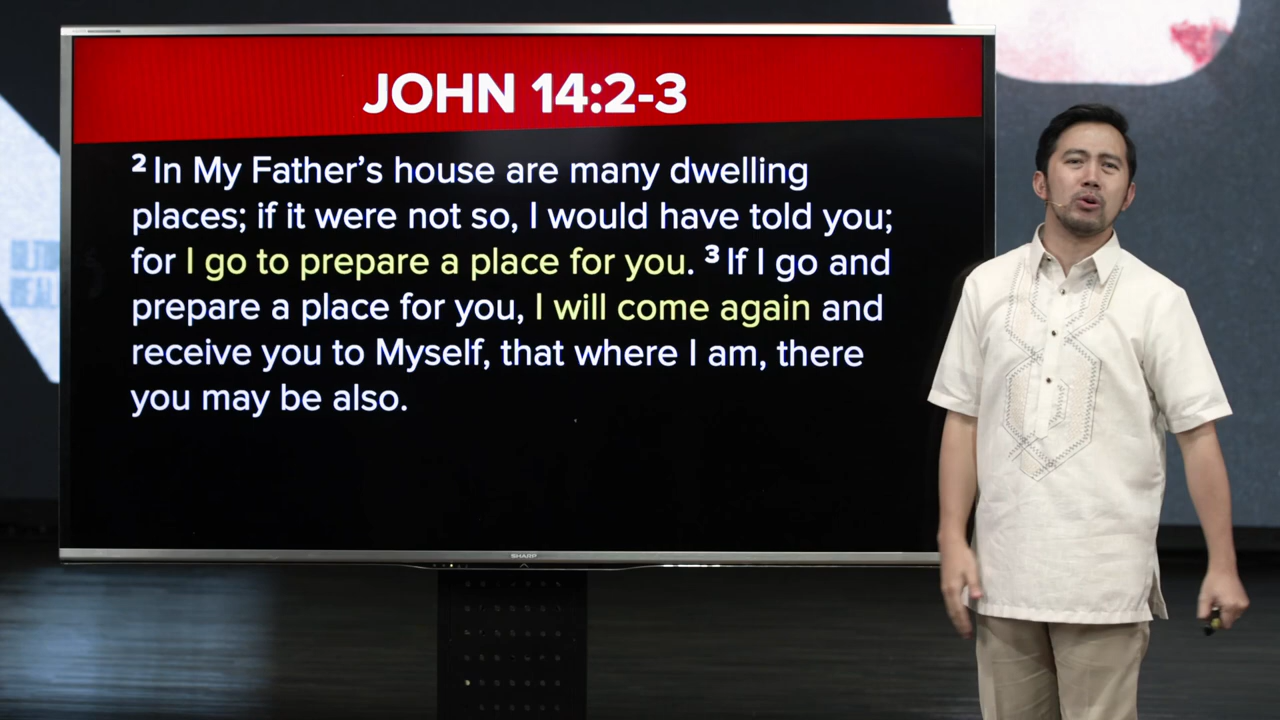 JOHN 14:2-3
² In My Father’s house are many dwelling
places; if it were not so, I would have told you;
for I go to prepare a place for you. ³ If I go and
prepare a place for you, I will come again and
receive you to Myself, that where I am, there
you may be also.
SHARP